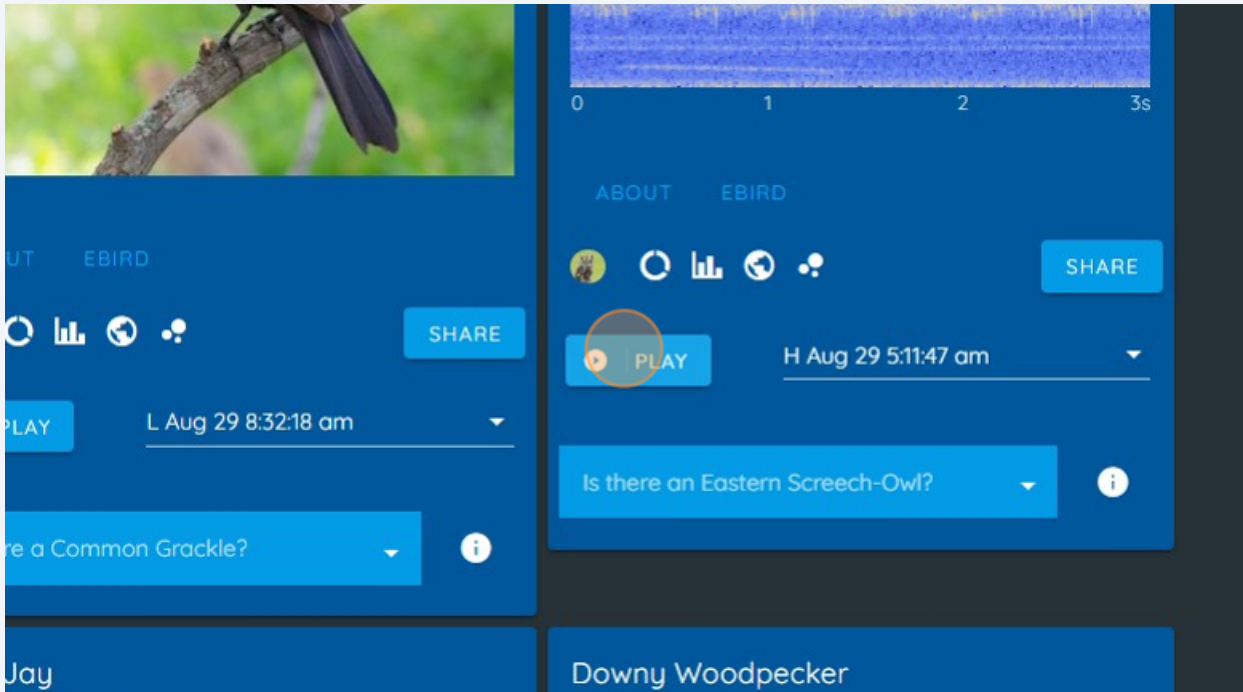 0 1 2 3s
ABOUT EBIRD
UT EBIRD
SHARE
SHARE
PLAY H Aug 29 5:11:47 am
PLAY L Aug 29 8:32:18 am
Is there an Eastern Screech-Owl?
re a Common Grackle?
Jay
Downy Woodpecker